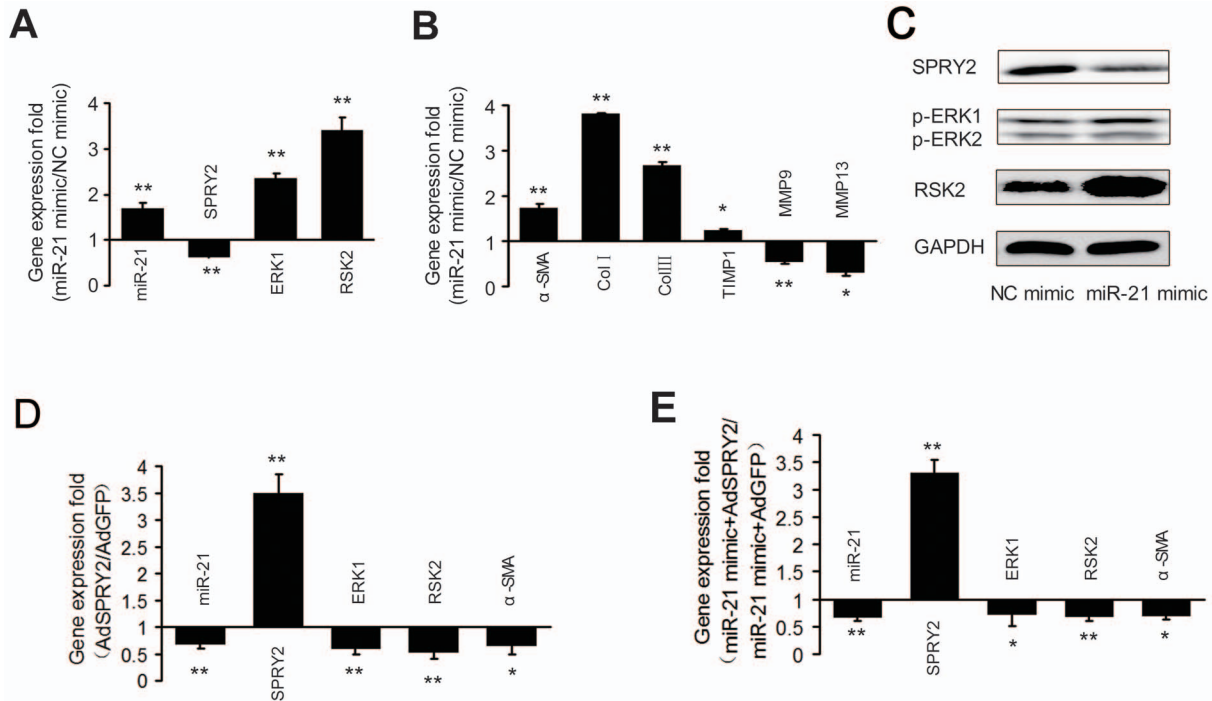 A
Gene expression fold
(miR-21 mimic/NC mimic)
4
3
2
1
0
**
miR-21
SPRY2
**
**
ERK1
**
RSK2
B
Gene expression fold
(miR-21 mimic/NC mimic)
4
3
2
1
0
**
α-SMA
**
Col I
**
ColIII
*
TIMP1
MMP9
**
MMP13
*
C
SPRY2
p-ERK1
p-ERK2
RSK2
GAPDH
NC mimic miR-21 mimic
D
Gene expression fold
(AdSPRY2/AdGFP)
4
3.5
3
2.5
2
1.5
1
0.5
0
miR-21
**
**
SPRY2
ERK1
**
RSK2
**
α-SMA
*
E
Gene expression fold
(miR-21 mimic+AdSPRY2/
miR-21 mimic+AdGFP)
4
3.5
3
2.5
2
1.5
1
0.5
0
miR-21
**
**
SPRY2
ERK1
*
RSK2
**
α-SMA
*